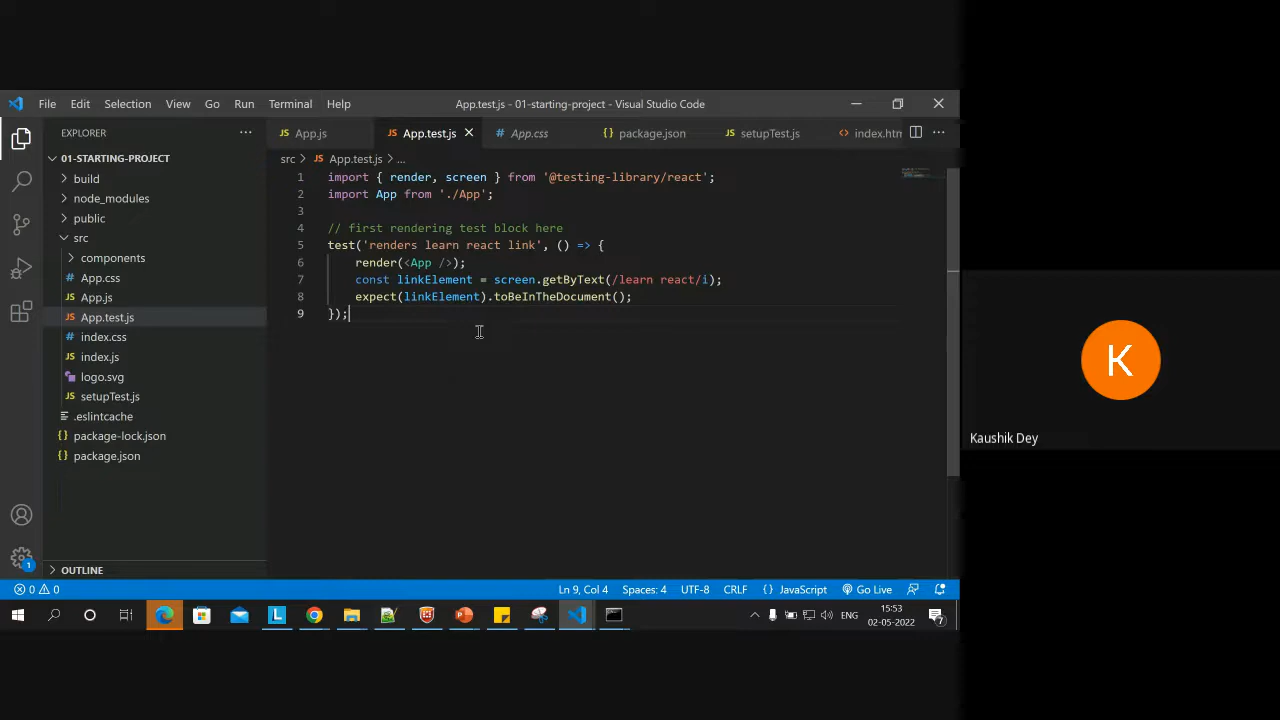 File Edit Selection View Go Run Terminal Help
App.test.js - 01-starting-project - Visual Studio Code
EXPLORER
App.js
App.test.js
App.css
package.json
setupTest.js
index.htm
01-STARTING-PROJECT
build
node_modules
public
src
components
App.css
App.js
App.test.js
index.css
index.js
logo.svg
setupTest.js
.eslintcache
package-lock.json
package.json
OUTLINE
src > App.test.js > ...
1 import { render, screen } from '@testing-library/react';
2 import App from './App';
3
4 // first rendering test block here
5 test('renders learn react link', () => {
6 render(<App />);
7 const linkElement = screen.getByText(/learn react/i);
8 expect(linkElement).toBeInTheDocument();
9 });
K
Kaushik Dey
1
0 0
Ln 9, Col 4
Spaces: 4
UTF-8
CRLF
{ } JavaScript
Go Live
L
ENG
15:53
02-05-2022
7